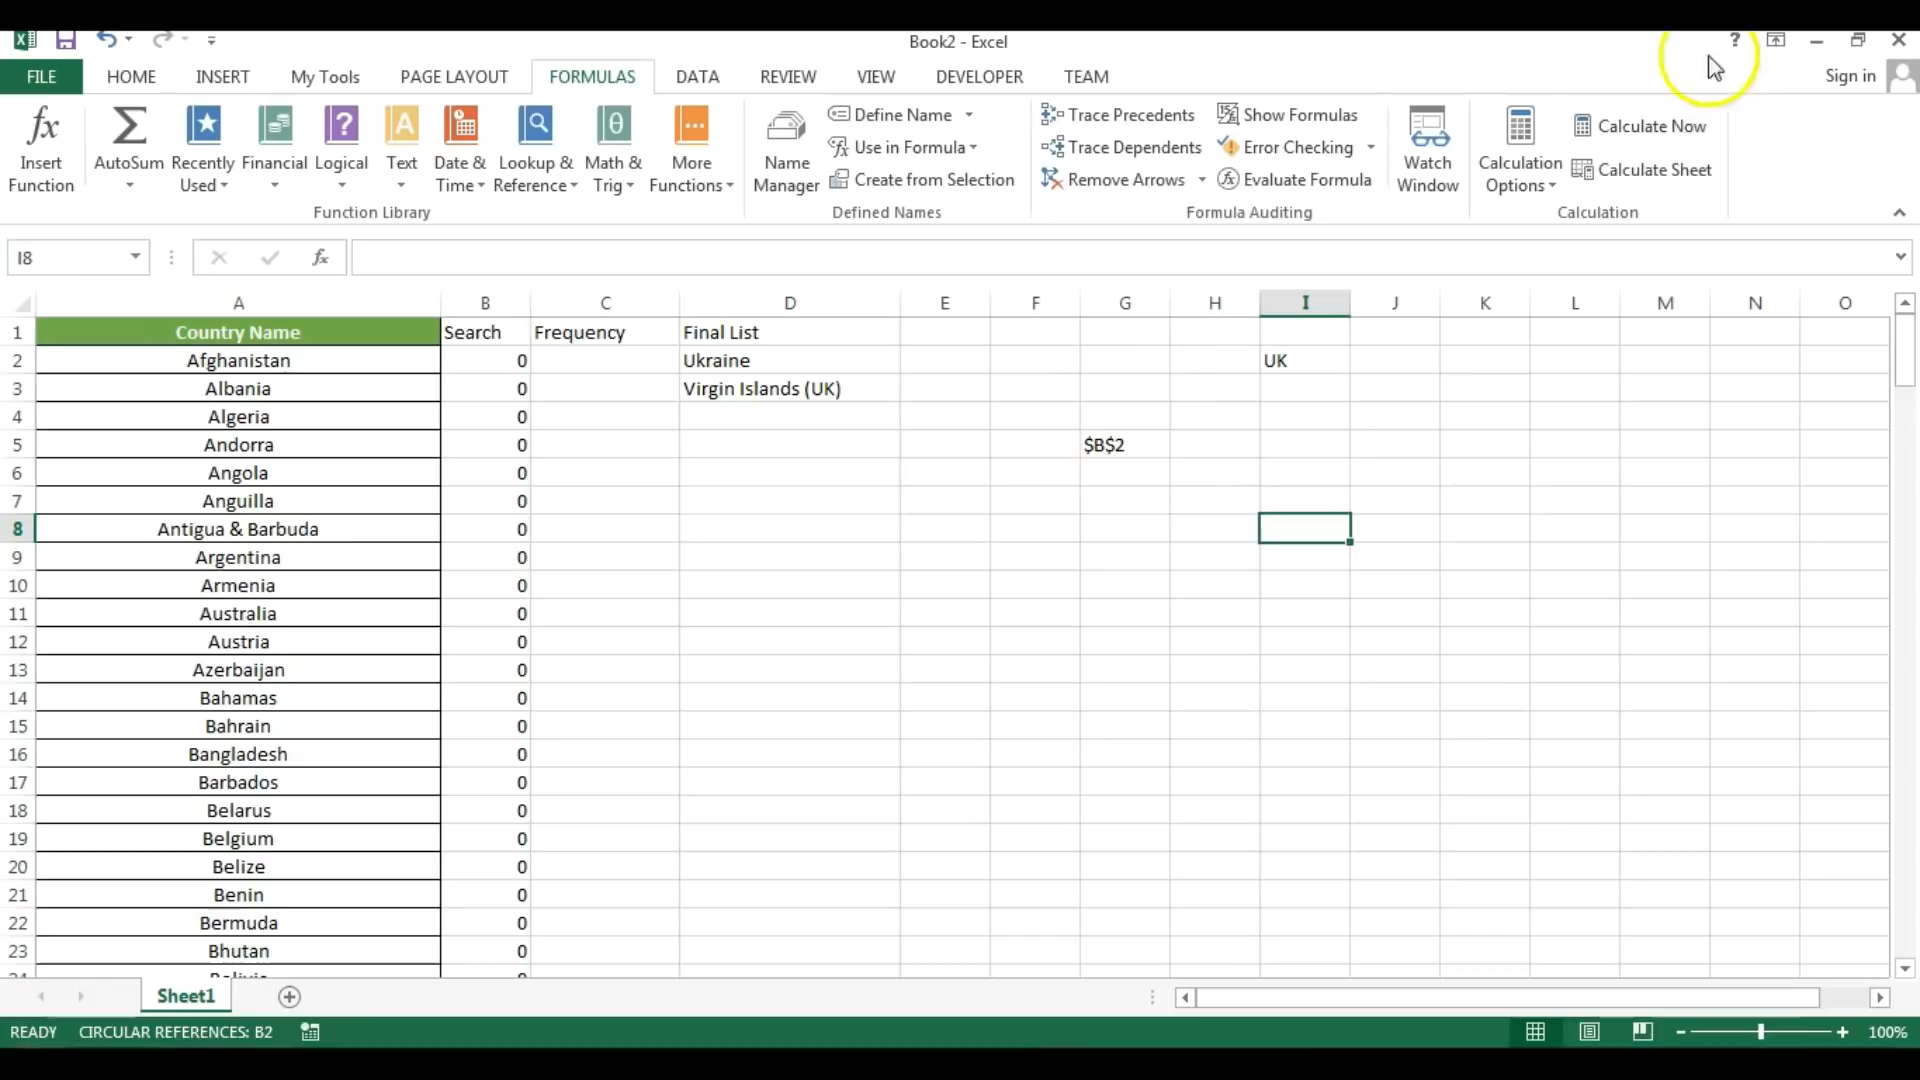 Book2 - Excel
?
FILE HOME INSERT My Tools PAGE LAYOUT FORMULAS DATA REVIEW VIEW DEVELOPER TEAM Sign in
Insert Function
AutoSum
Recently Used
Financial
Logical
Text
Date & Time
Lookup & Reference
Math & Trig
More Functions
Function Library
Name Manager
Define Name
Use in Formula
Create from Selection
Defined Names
Trace Precedents
Trace Dependents
Remove Arrows
Show Formulas
Error Checking
Evaluate Formula
Formula Auditing
Watch Window
Calculation Options
Calculate Now
Calculate Sheet
Calculation
I8 fx
A B C D E F G H I J K L M N O
1 Country Name Search Frequency Final List
2 Afghanistan 0 Ukraine UK
3 Albania 0 Virgin Islands (UK)
4 Algeria 0
5 Andorra 0 $B$2
6 Angola 0
7 Anguilla 0
8 Antigua & Barbuda 0
9 Argentina 0
10 Armenia 0
11 Australia 0
12 Austria 0
13 Azerbaijan 0
14 Bahamas 0
15 Bahrain 0
16 Bangladesh 0
17 Barbados 0
18 Belarus 0
19 Belgium 0
20 Belize 0
21 Benin 0
22 Bermuda 0
23 Bhutan 0
24 Bolivia 0
Sheet1
READY CIRCULAR REFERENCES: B2 100%